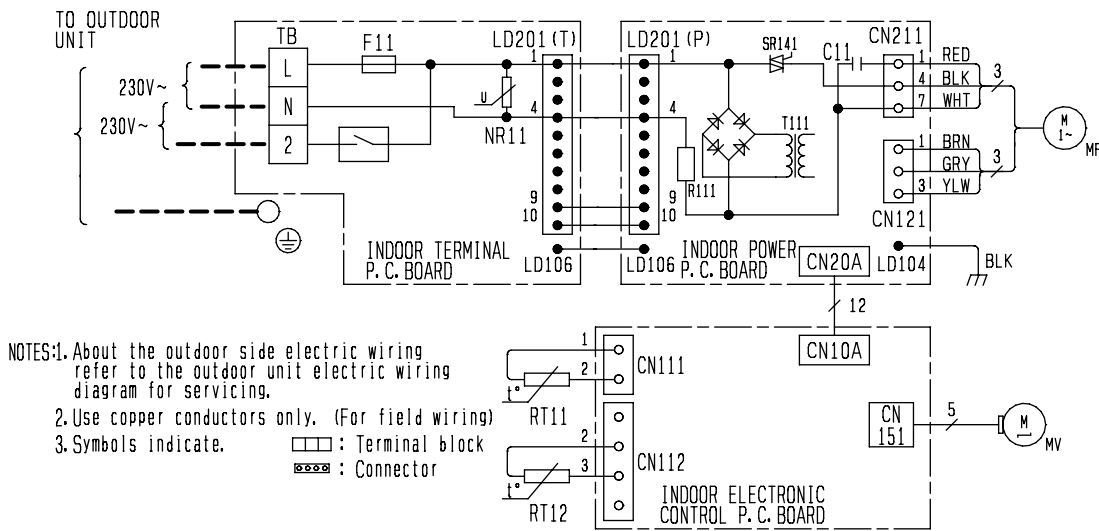 TO OUTDOOR
UNIT
TB
F11
LD201(T)
LD201(P)
SR141
C11
CN211
L
N
2
230V~
230V~
U
NR11
1
4
9
10
1
4
9
10
R111
T111
1 RED
4 BLK
7 WHT
3
1 BRN
GRY
3 YLW
3
CN121
M
1~
MF
INDOOR TERMINAL
P.C.BOARD
LD106
LD106
INDOOR POWER
P.C.BOARD
CN20A
LD104
BLK
12
CN10A
NOTES:1. About the outdoor side electric wiring
refer to the outdoor unit electric wiring
diagram for servicing.
2. Use copper conductors only. (For field wiring)
3. Symbols indicate.
: Terminal block
: Connector
1
2
CN111
t°
RT11
2
3
CN112
t°
RT12
CN
151
5
M
MV
INDOOR ELECTRONIC
CONTROL P.C.BOARD